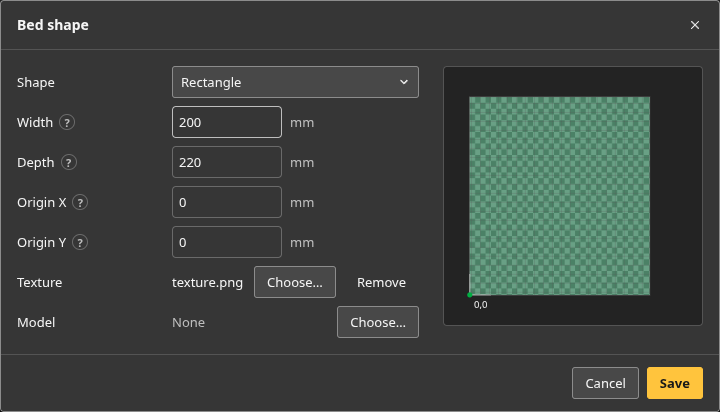 Bed shape
Shape Rectangle
Width ? 200 mm
Depth ? 220 mm
Origin X ? 0 mm
Origin Y ? 0 mm
Texture texture.png Choose... Remove
Model None Choose...
0,0
Cancel Save